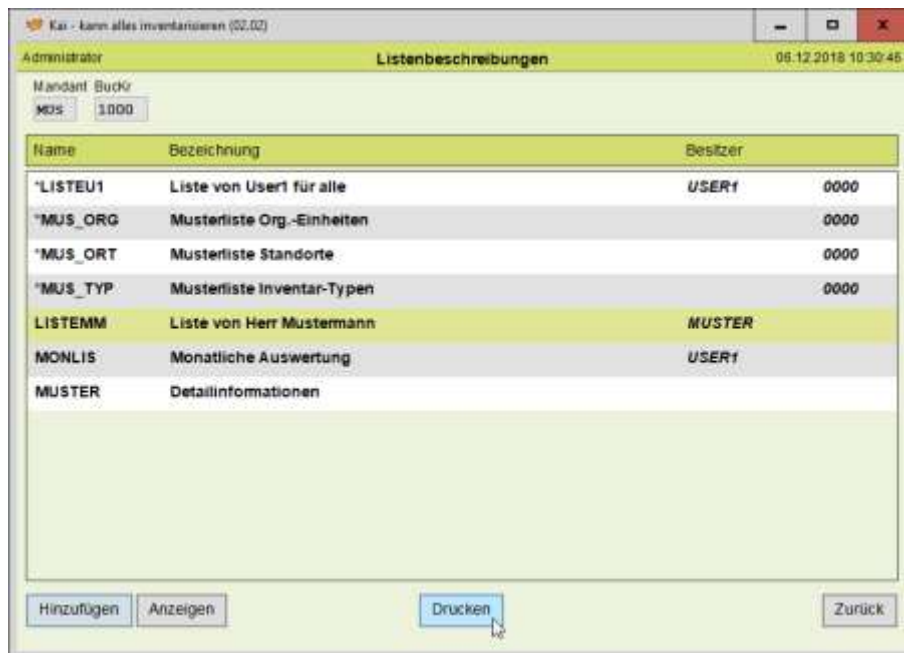 Kai - kann alles inventarisieren (02.02)
Administrator Listenbeschreibungen 06.12.2018 10:30:46
Mandant BucKr
MUS 1000
Name Bezeichnung Besitzer
*LISTEU1 Liste von User1 für alle USER1 0000
*MUS_ORG Musterliste Org.-Einheiten 0000
*MUS_ORT Musterliste Standorte 0000
*MUS_TYP Musterliste Inventar-Typen 0000
LISTEMM Liste von Herr Mustermann MUSTER
MONLIS Monatliche Auswertung USER1
MUSTER Detailinformationen
Hinzufügen Anzeigen Drucken Zurück